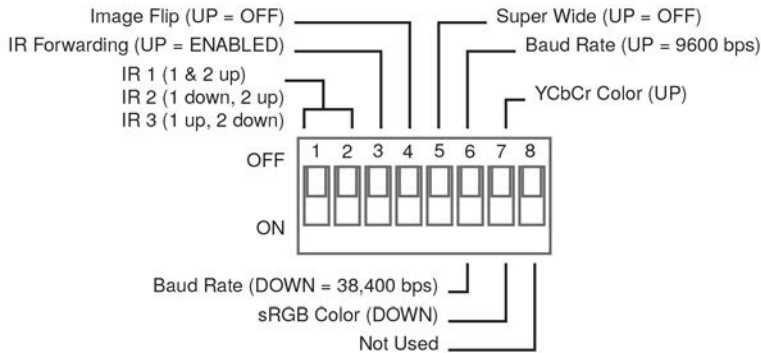 Image Flip (UP = OFF)
Super Wide (UP = OFF)
IR Forwarding (UP = ENABLED)
Baud Rate (UP = 9600 bps)
IR 1 (1 & 2 up)
IR 2 (1 down, 2 up)
IR 3 (1 up, 2 down)
YCbCr Color (UP)
OFF
1 2 3 4 5 6 7 8
ON
Baud Rate (DOWN = 38,400 bps)
sRGB Color (DOWN)
Not Used